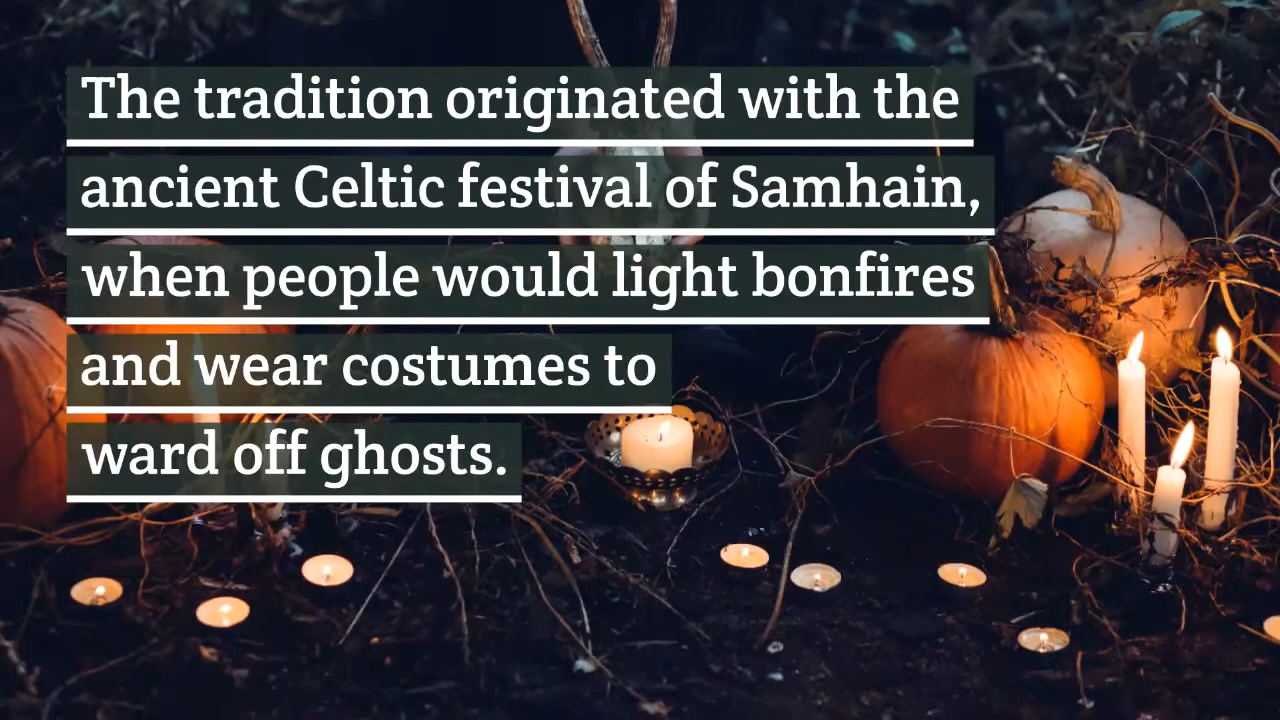 The tradition originated with the
ancient Celtic festival of Samhain,
when people would light bonfires
and wear costumes to
ward off ghosts.